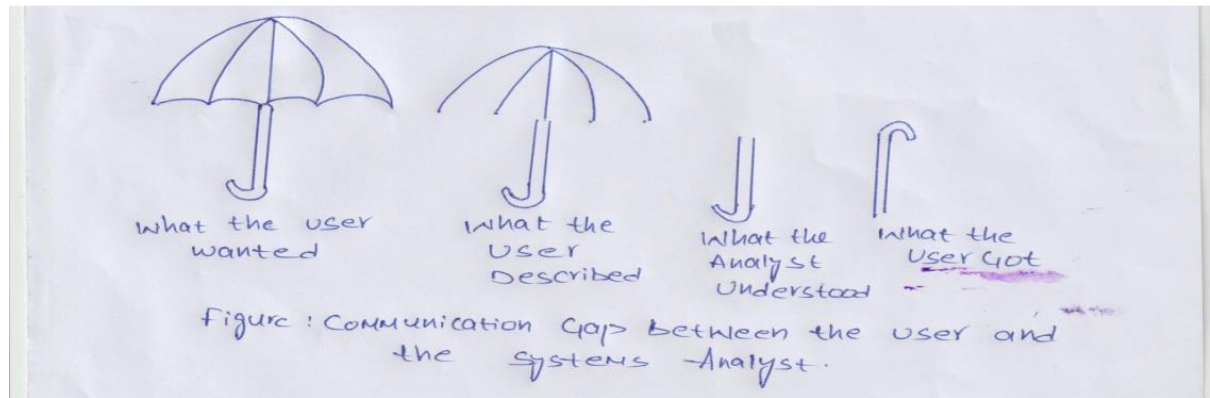 What the user
wanted
What the
User
Described
What the
Analyst
Understood
What the
User Got
Figure : Communication Gap between the user and
the systems Analyst.